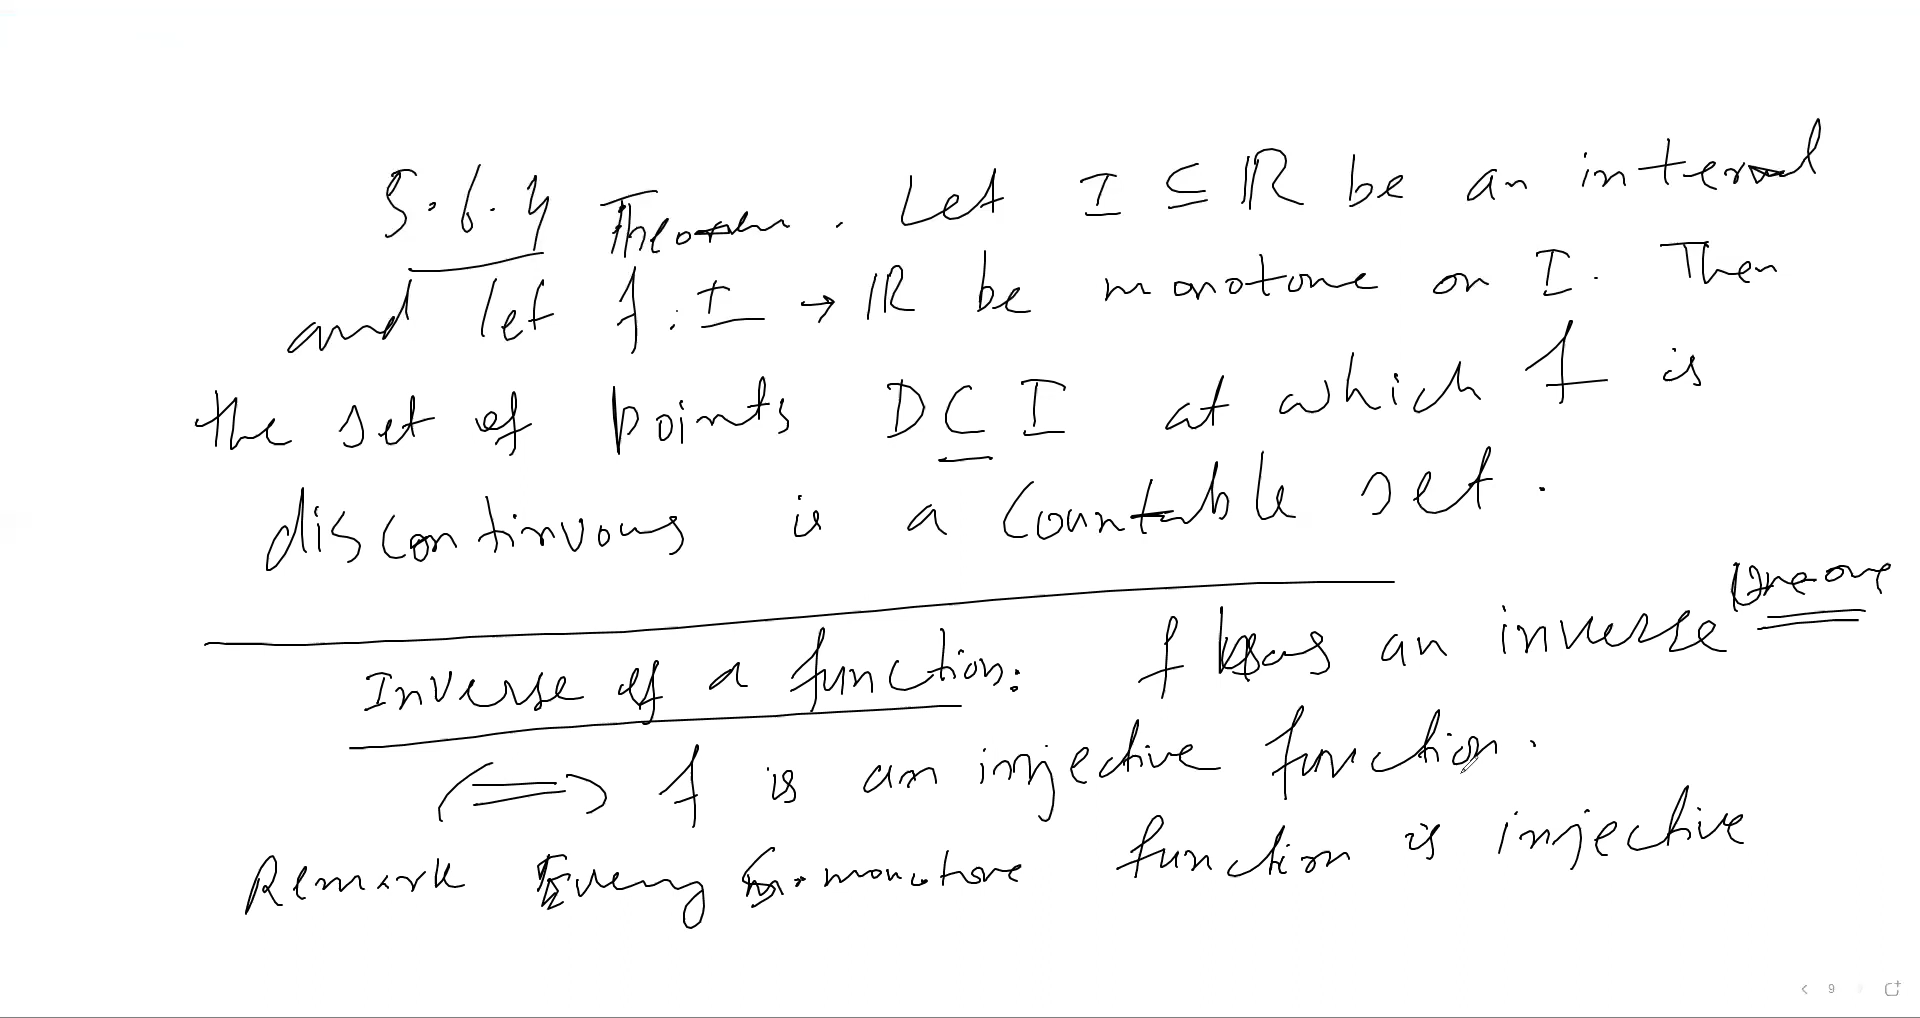 5.6.4 Theorem. Let I ⊆ ℝ be an interval
and let f: I → ℝ be monotone on I. Then
the set of points D ⊆ I at which f is
discontinuous is a countable set.
One one
Inverse of a function: f has an inverse
⟺ f is an injective function.
Remark Every monotone function is injective
9